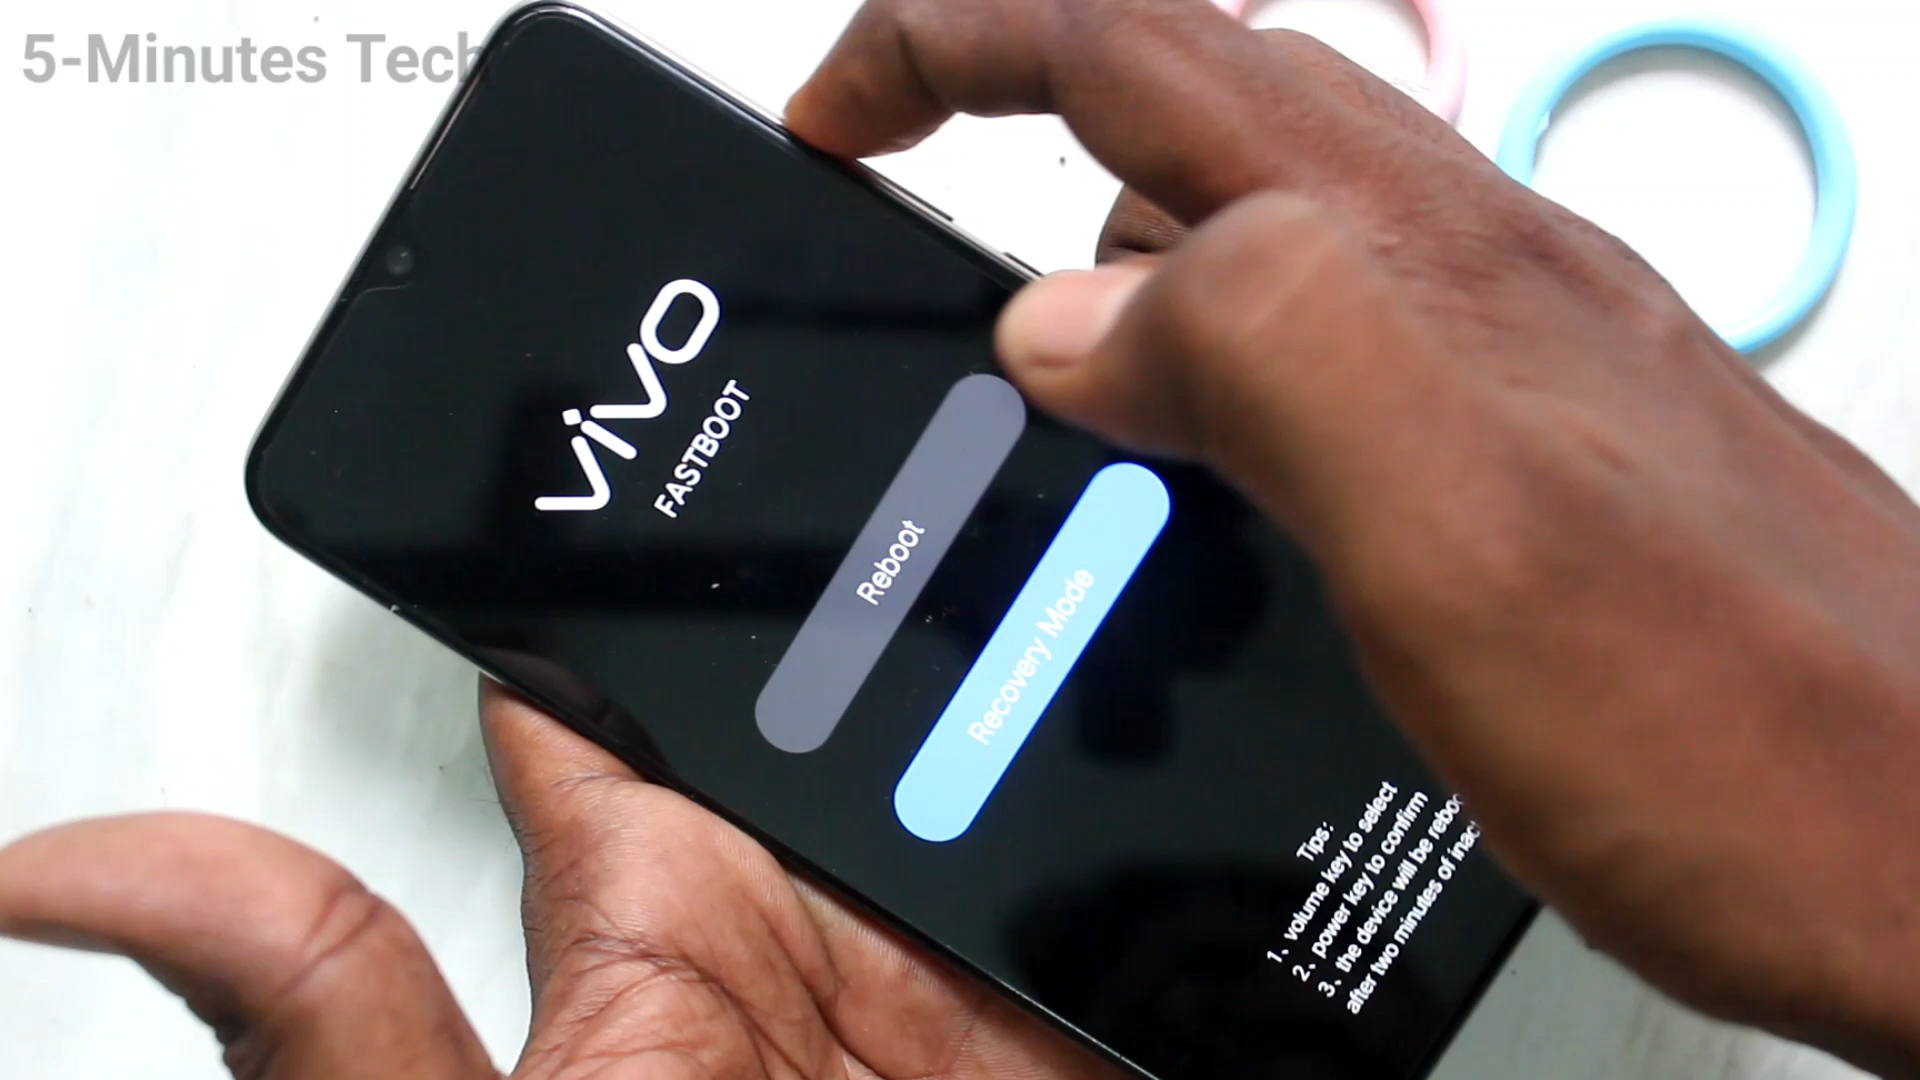 5-Minutes Tech
vivo
FASTBOOT
Reboot
Recovery Mode
Tips:
1、volume key to select
2、power key to confirm
3、the device will be
after two minutes of